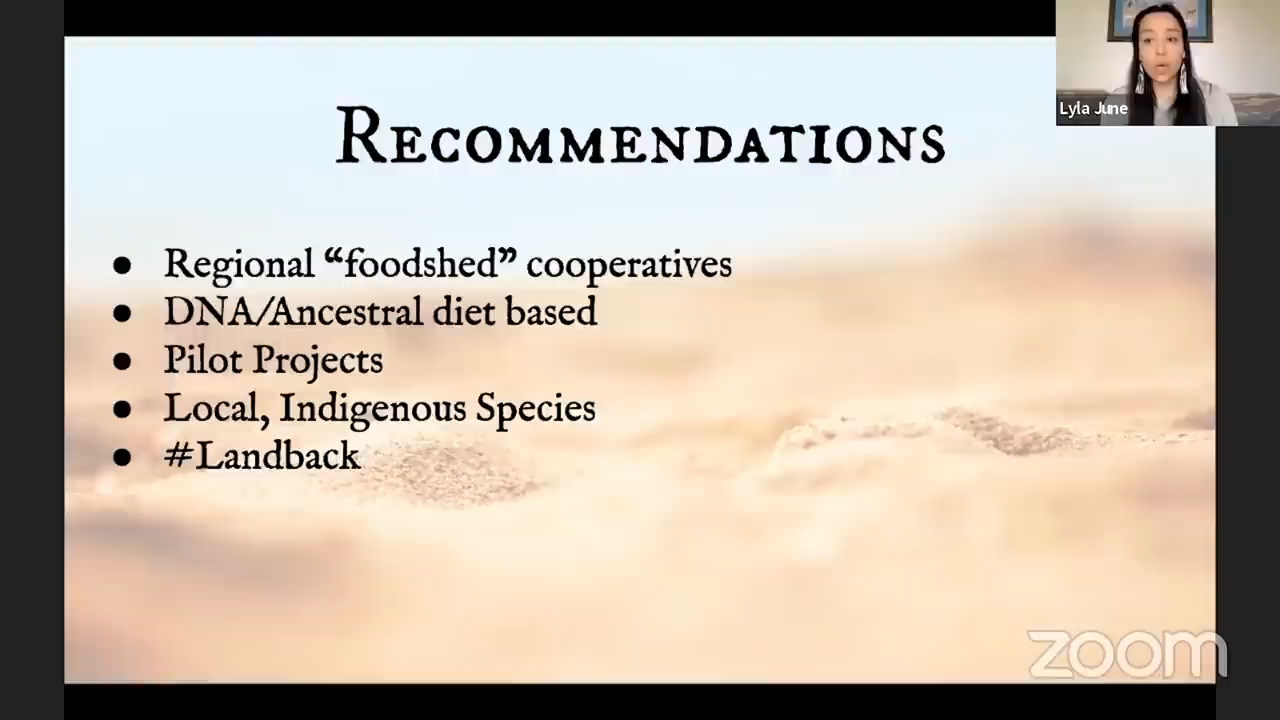 Lyla June
Recommendations
● Regional “foodshed” cooperatives
● DNA/Ancestral diet based
● Pilot Projects
● Local, Indigenous Species
● #Landback
zoom